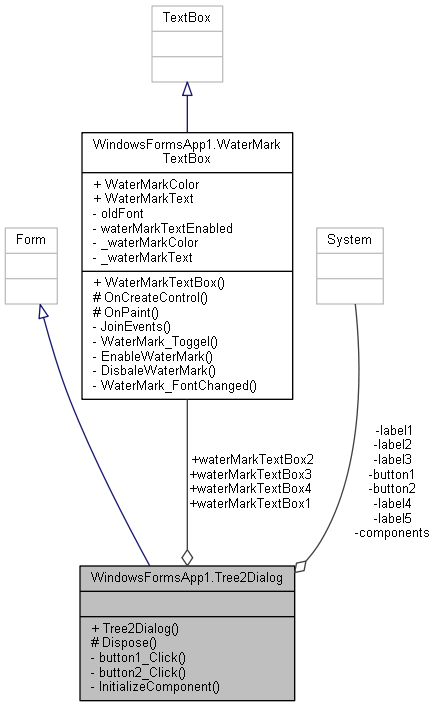 TextBox
WindowsFormsApp1.WaterMark
TextBox
+ WaterMarkColor
+ WaterMarkText
- oldFont
- waterMarkTextEnabled
- _waterMarkColor
- _waterMarkText
+ WaterMarkTextBox()
# OnCreateControl()
# OnPaint()
- JoinEvents()
- WaterMark_Toggel()
- EnableWaterMark()
- DisbaleWaterMark()
- WaterMark_FontChanged()
Form
System
+waterMarkTextBox2
+waterMarkTextBox3
+waterMarkTextBox4
+waterMarkTextBox1
-label1
-label2
-label3
-button1
-button2
-label4
-label5
-components
WindowsFormsApp1.Tree2Dialog
+ Tree2Dialog()
# Dispose()
- button1_Click()
- button2_Click()
- InitializeComponent()